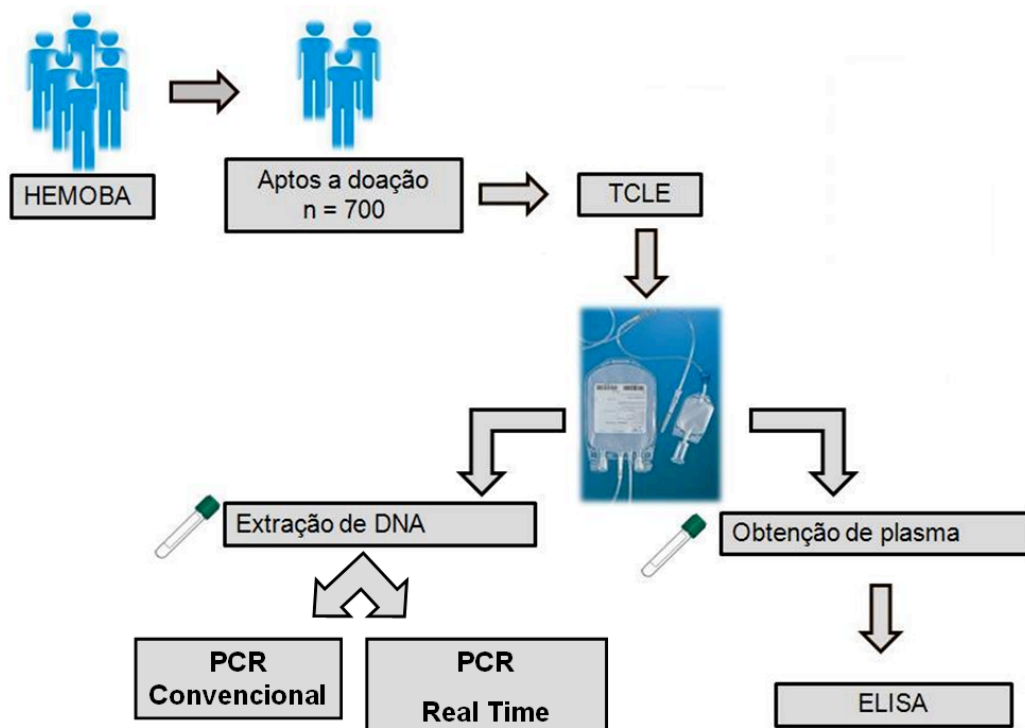 HEMOBA
Aptos a doação
n = 700
TCLE
Extração de DNA
Obtenção de plasma
PCR
Convencional
PCR
Real Time
ELISA